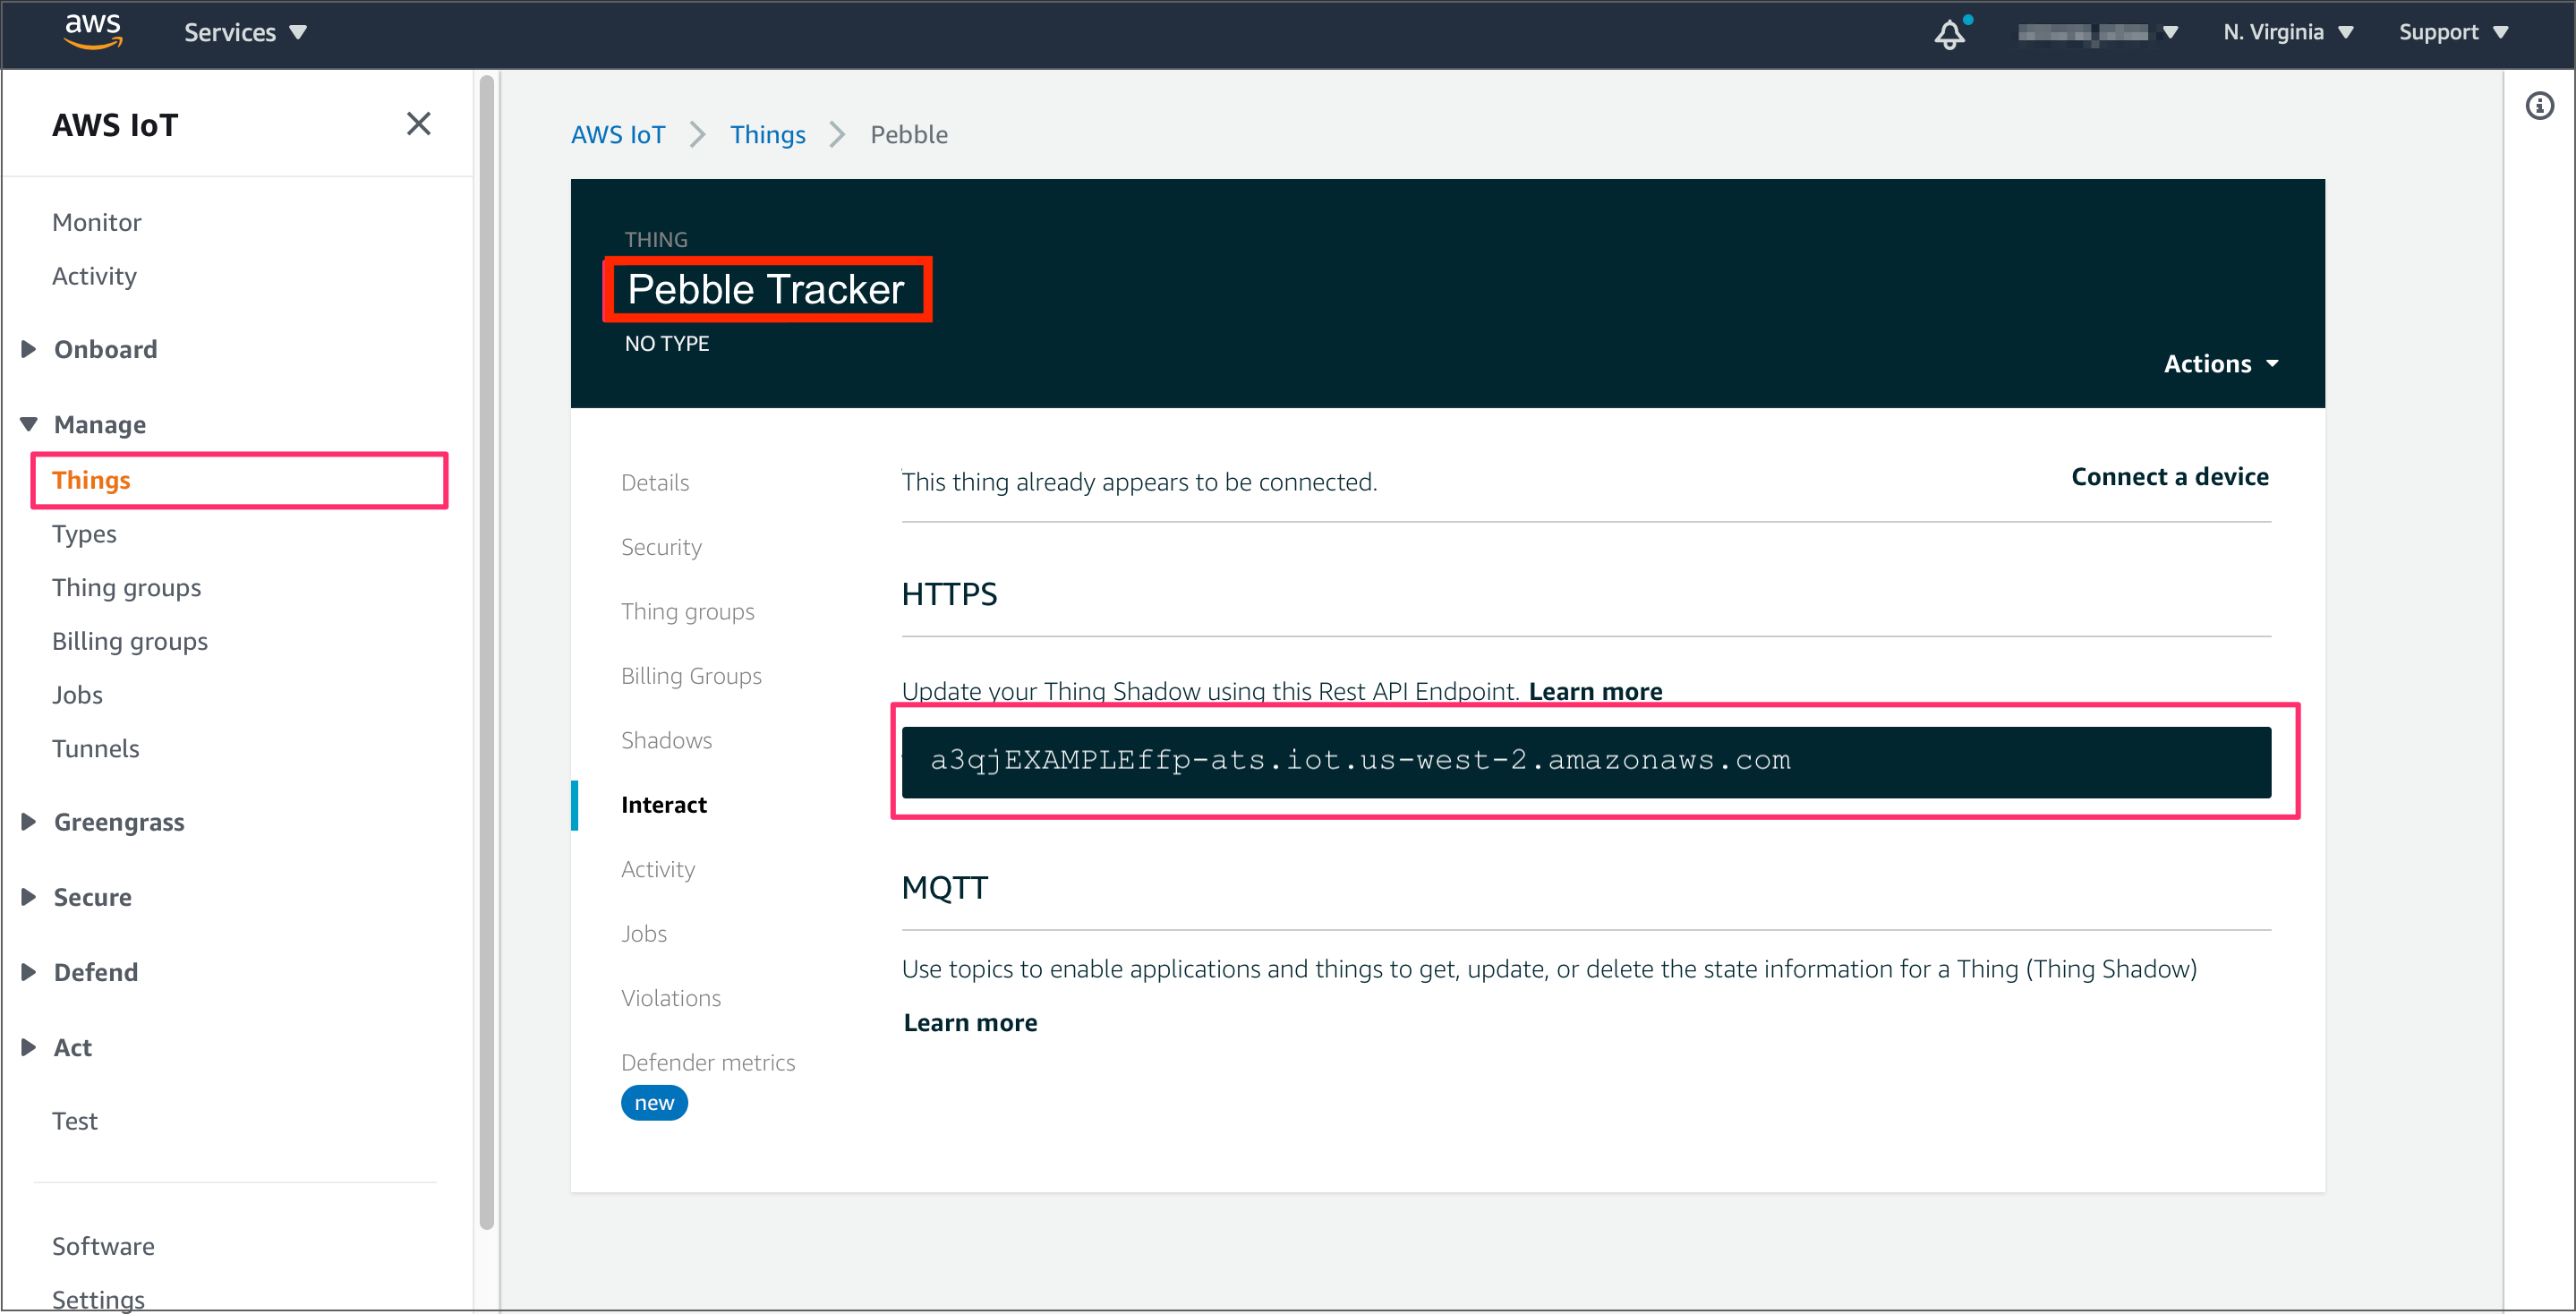 aws
Services
N. Virginia
Support
AWS IoT
Monitor
Activity
Onboard
Manage
Things
Types
Thing groups
Billing groups
Jobs
Tunnels
Greengrass
Secure
Defend
Act
Test
Software
Settings
AWS IoT > Things > Pebble
THING
Pebble Tracker
NO TYPE
Actions
Details
Security
Thing groups
Billing Groups
Shadows
Interact
Activity
Jobs
Violations
Defender metrics
new
This thing already appears to be connected.
Connect a device
HTTPS
Update your Thing Shadow using this Rest API Endpoint. Learn more
a3qjEXAMPLEffp-ats.iot.us-west-2.amazonaws.com
MQTT
Use topics to enable applications and things to get, update, or delete the state information for a Thing (Thing Shadow)
Learn more